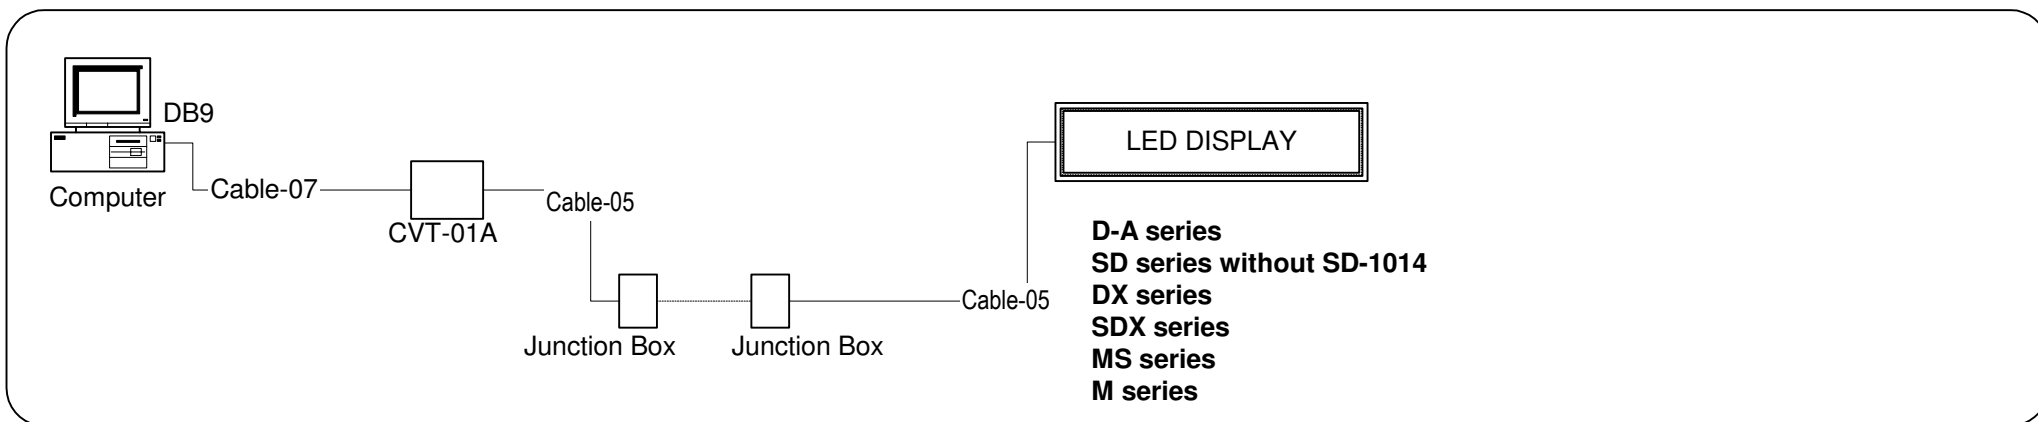 DB9
Computer
Cable-07
CVT-01A
Cable-05
Junction Box
Junction Box
Cable-05
LED DISPLAY
D-A series
SD series without SD-1014
DX series
SDX series
MS series
M series